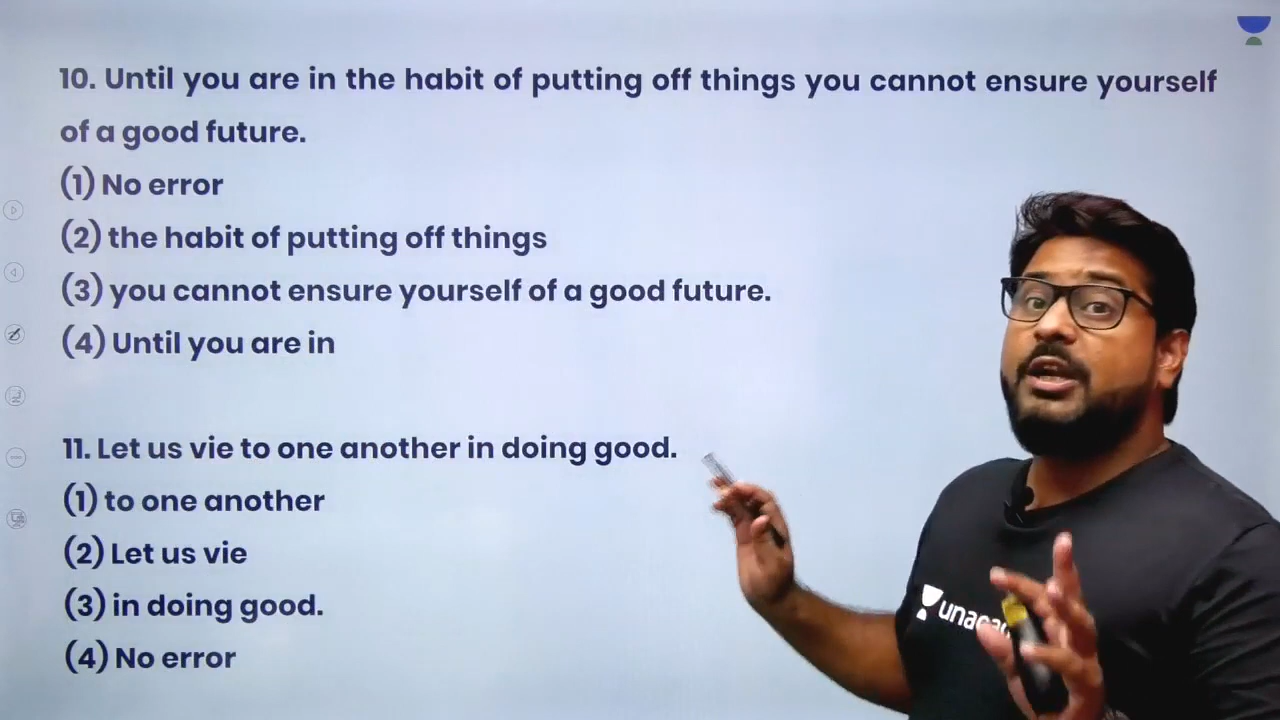 10. Until you are in the habit of putting off things you cannot ensure yourself
of a good future.
(1) No error
(2) the habit of putting off things
(3) you cannot ensure yourself of a good future.
(4) Until you are in
11. Let us vie to one another in doing good.
(1) to one another
(2) Let us vie
(3) in doing good.
(4) No error